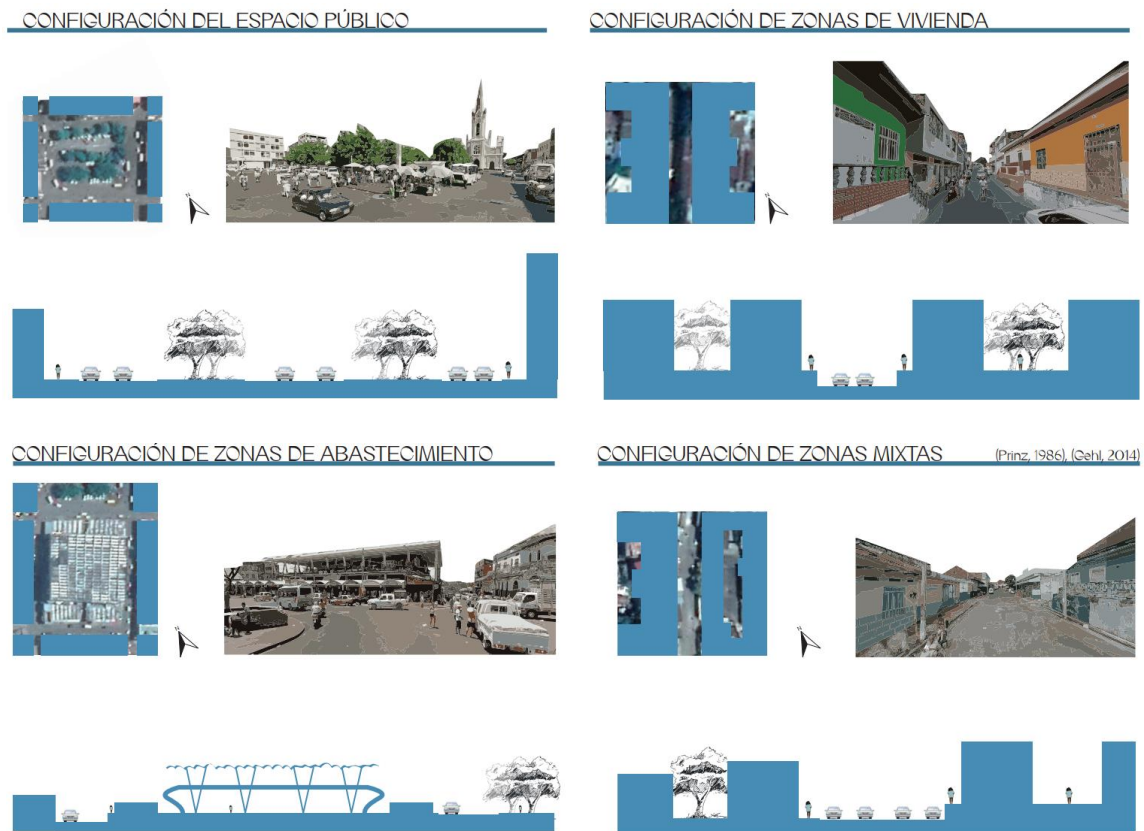 CONFIGURACIÓN DEL ESPACIO PÚBLICO
CONFIGURACIÓN DE ZONAS DE VIVIENDA
N
N
CONFIGURACIÓN DE ZONAS DE ABASTECIMIENTO
CONFIGURACIÓN DE ZONAS MIXTAS
(Prinz, 1986), (Gehl, 2014)
N
N